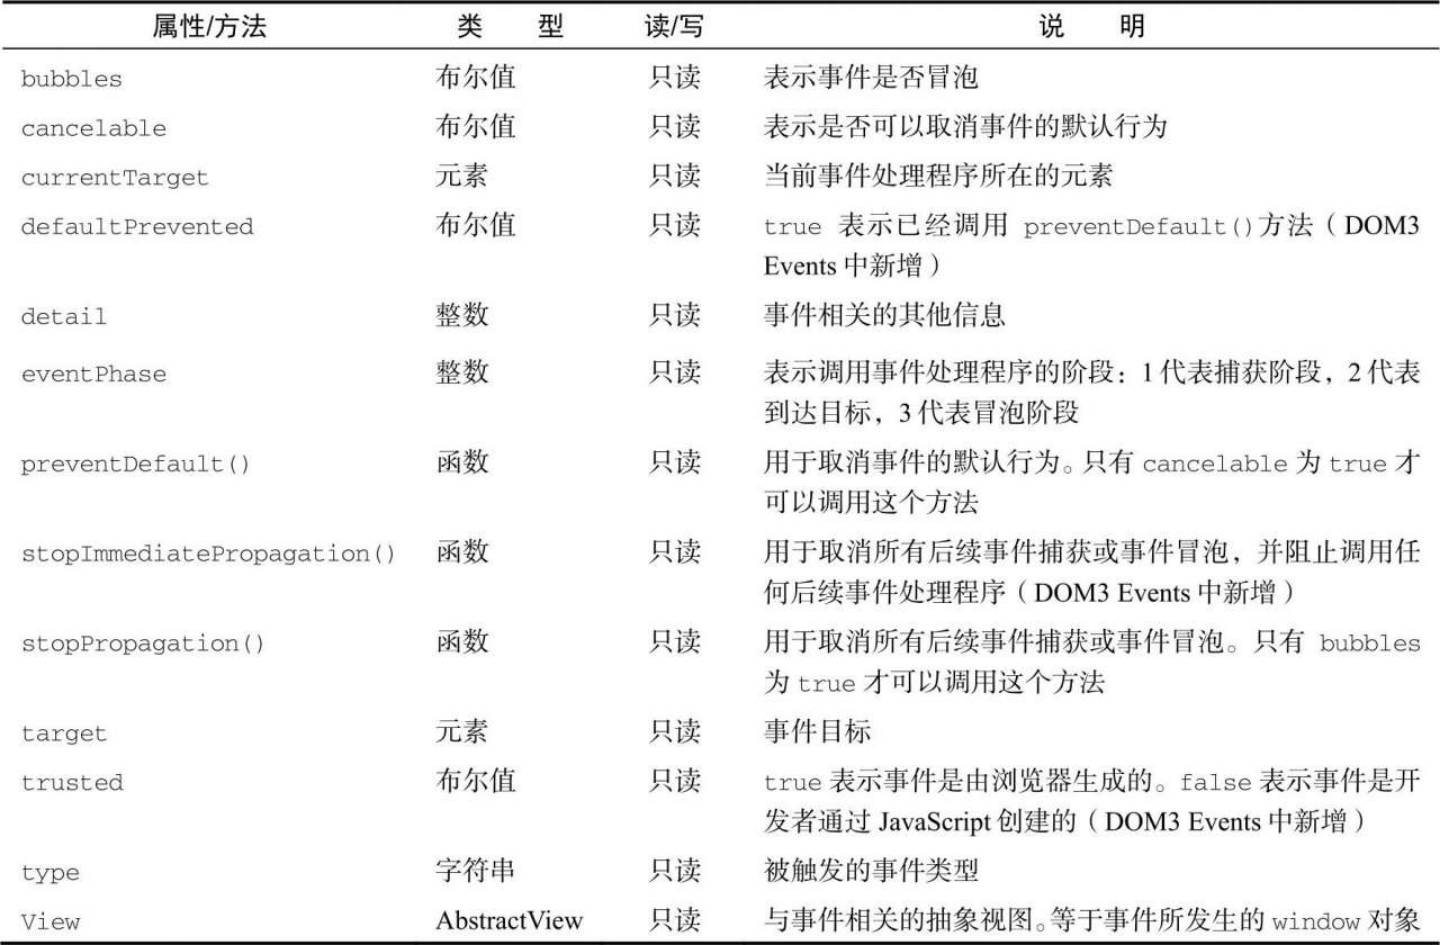 属性/方法 类 型 读/写 说 明
bubbles 布尔值 只读 表示事件是否冒泡
cancelable 布尔值 只读 表示是否可以取消事件的默认行为
currentTarget 元素 只读 当前事件处理程序所在的元素
defaultPrevented 布尔值 只读 true 表示已经调用 preventDefault()方法（DOM3
Events 中新增）
detail 整数 只读 事件相关的其他信息
eventPhase 整数 只读 表示调用事件处理程序的阶段：1 代表捕获阶段，2 代表
到达目标，3 代表冒泡阶段
preventDefault() 函数 只读 用于取消事件的默认行为。只有 cancelable 为 true 才
可以调用这个方法
stopImmediatePropagation() 函数 只读 用于取消所有后续事件捕获或事件冒泡，并阻止调用任
何后续事件处理程序（DOM3 Events 中新增）
stopPropagation() 函数 只读 用于取消所有后续事件捕获或事件冒泡。只有 bubbles
为 true 才可以调用这个方法
target 元素 只读 事件目标
trusted 布尔值 只读 true 表示事件是由浏览器生成的。false 表示事件是开
发者通过 JavaScript 创建的（DOM3 Events 中新增）
type 字符串 只读 被触发的事件类型
View AbstractView 只读 与事件相关的抽象视图。等于事件所发生的 window 对象